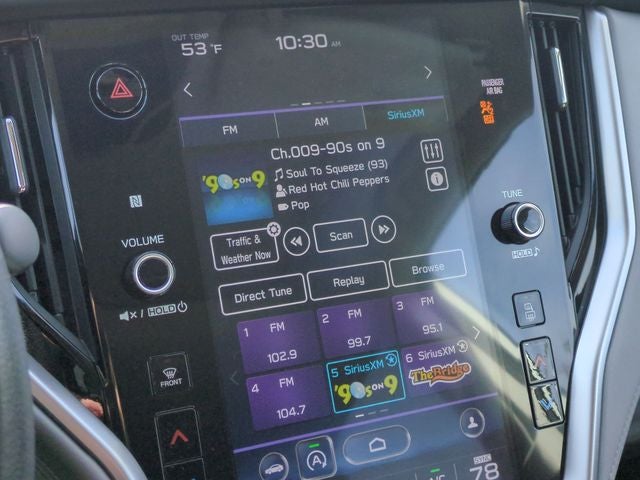 OUT TEMP
53 °F
10:30 AM
PASSENGER
AIR BAG
FM
AM
SiriusXM
Ch.009-90s on 9
'90s on 9
Soul To Squeeze (93)
Red Hot Chili Peppers
Pop
i
N
VOLUME
TUNE
HOLD
Traffic &
Weather Now
Scan
/ HOLD
Direct Tune
Replay
Browse
1 FM
102.9
2 FM
99.7
3 FM
95.1
4 FM
104.7
5 SiriusXM
'90s on 9
6 SiriusXM
The Bridge
FRONT
A
SYNC
78